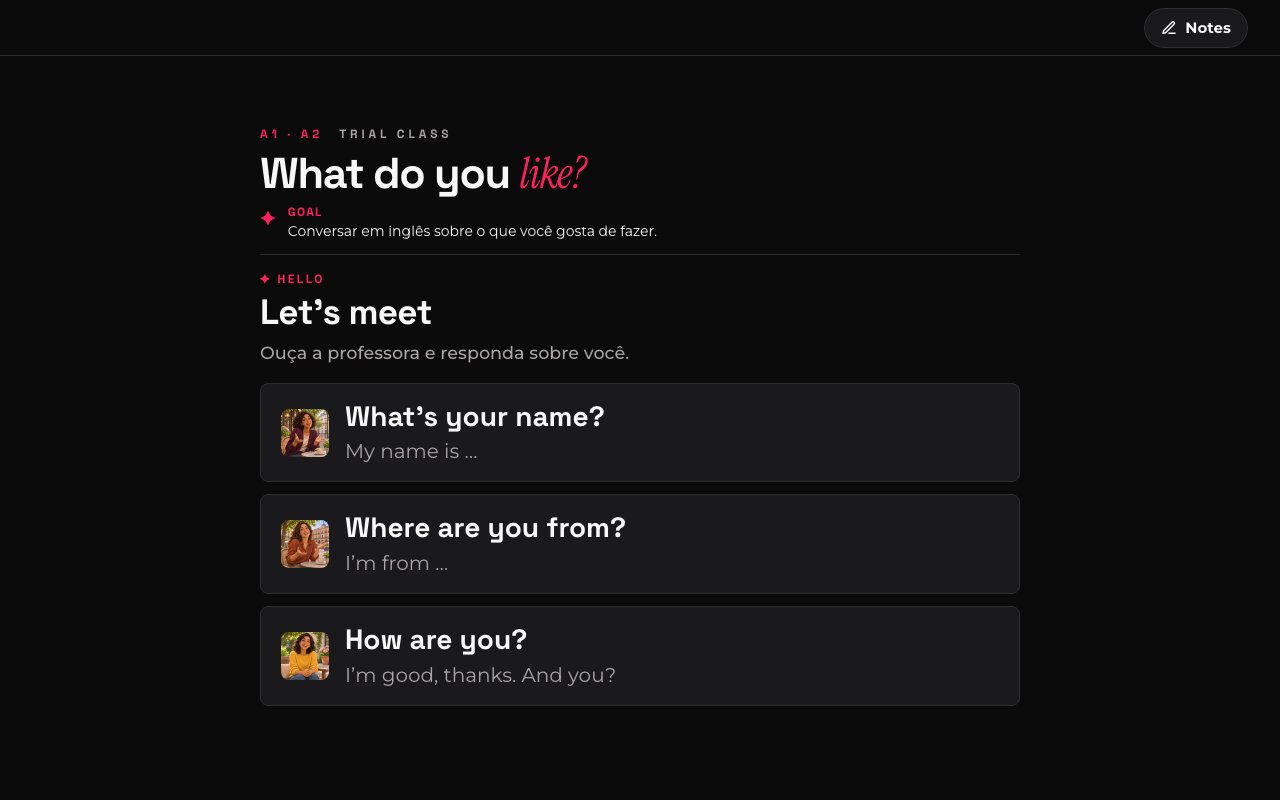 Notes
A1 · A2 TRIAL CLASS
What do you like?
GOAL
Conversar em inglês sobre o que você gosta de fazer.
HELLO
Let’s meet
Ouça a professora e responda sobre você.
What’s your name?
My name is ...
Where are you from?
I’m from ...
How are you?
I’m good, thanks. And you?